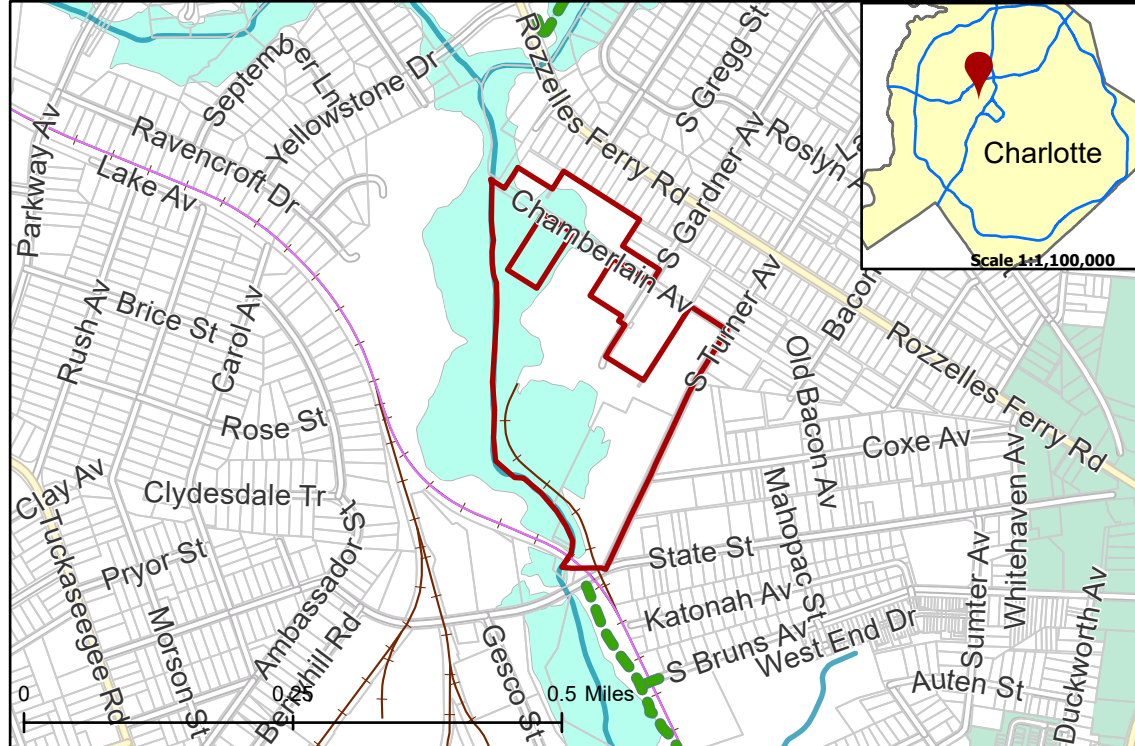 September Ln
Yellowstone Dr
Rozzelles Ferry Rd
S Gregg St
Parkway Av
Ravencroft Dr
Lake Av
S Gardner Av
Roslyn A
La
Charlotte
Scale 1:1,100,000
Chamberlain Av
Rush Av
Brice St
Carol Av
S Turner Av
Bacon
Rozzelles Ferry Rd
Old Bacon Av
Rose St
Coxe Av
Clay Av
Clydesdale Tr
St
Mahopac St
Whitehaven Av
Tuckaseegee Rd
Pryor St
Ambassador
State St
Sumter Av
Katonah Av
Duckworth Av
Morson St
Berryhill Rd
Gesco St
S Bruns Av
West End Dr
Auten St
0
0.25
0.5 Miles